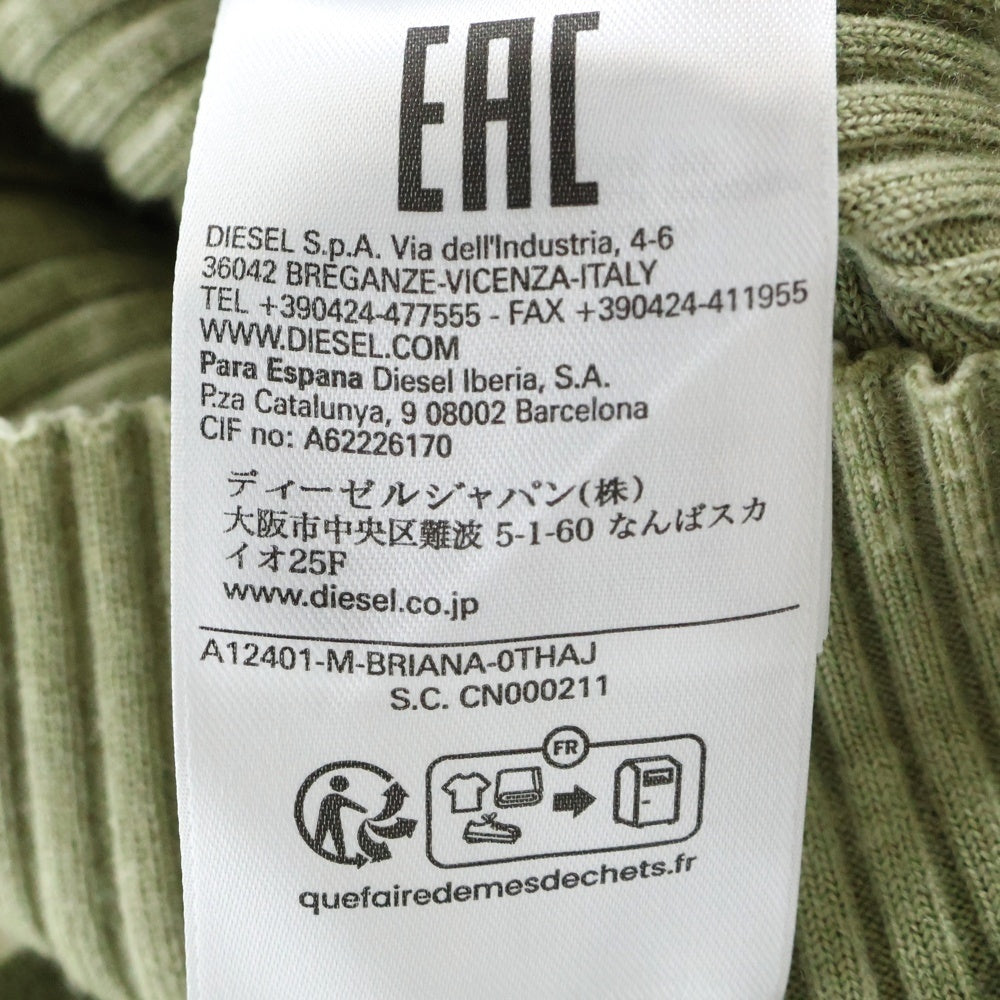 EAC
DIESEL S.p.A. Via dell'Industria, 4-6
36042 BREGANZE-VICENZA-ITALY
TEL +390424-477555 - FAX +390424-411955
WWW.DIESEL.COM
Para Espana Diesel Iberia, S.A.
P.za Catalunya, 9 08002 Barcelona
CIF no: A62226170
ディーゼルジャパン(株)
大阪市中央区難波 5-1-60 なんばスカ
イオ25F
www.diesel.co.jp
A12401-M-BRIANA-0THAJ
S.C. CN000211
FR
quefairedemesdechets.fr